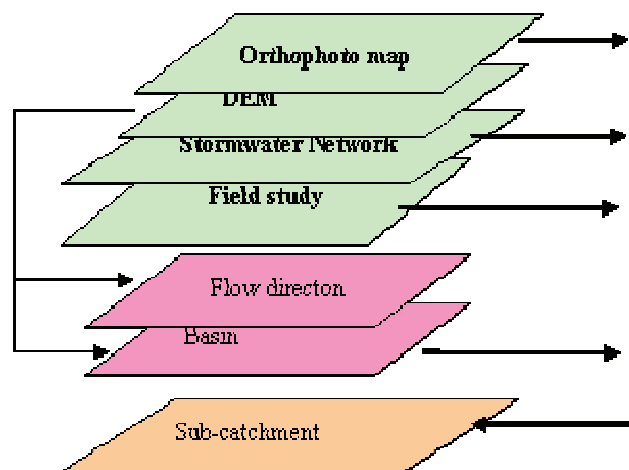 Orthophoto map
DEM
Stormwater Network
Field study
Flow directon
Basin
Sub-catchment